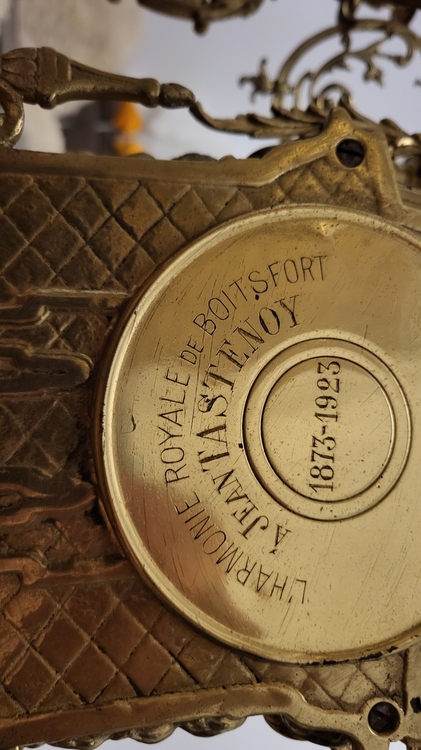 L'HARMONIE ROYALE DE BOITSFORT
À JEAN TASTENOY
1873-1923